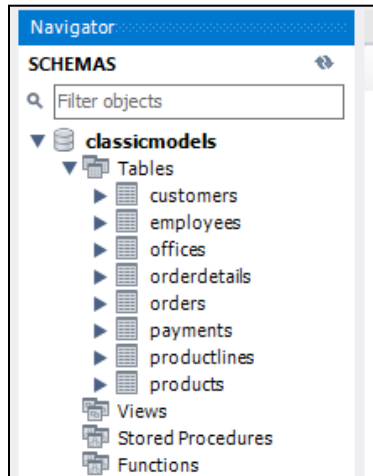 Navigator
SCHEMAS
Filter objects
classicmodels
Tables
customers
employees
offices
orderdetails
orders
payments
productlines
products
Views
Stored Procedures
Functions